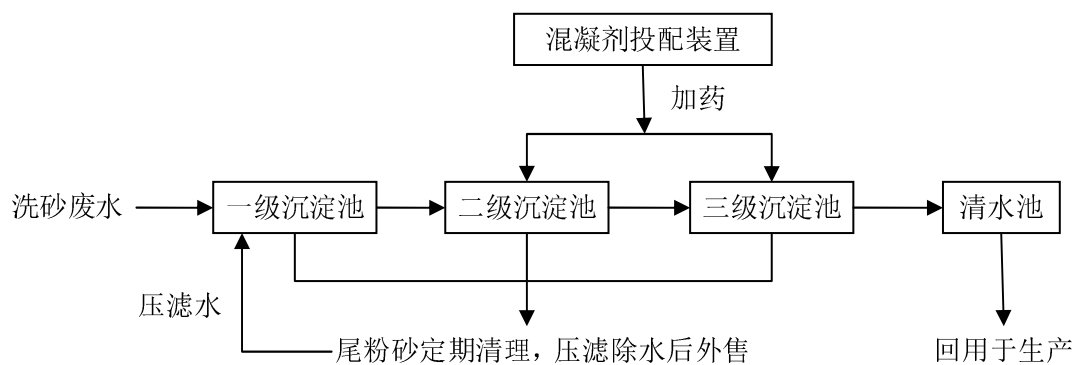 混凝剂投配装置
加药
洗砂废水
一级沉淀池
二级沉淀池
三级沉淀池
清水池
压滤水
尾粉砂定期清理，压滤除水后外售
回用于生产